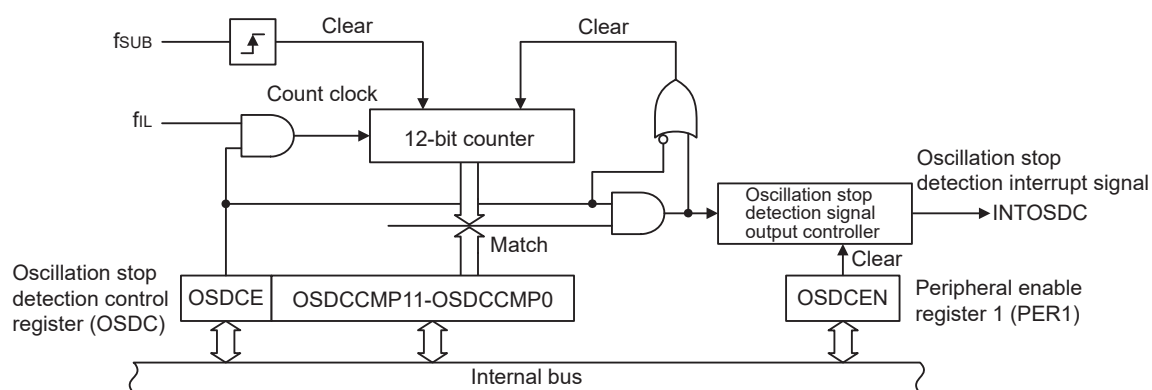 fSUB
Clear
Clear
Count clock
fIL
12-bit counter
Oscillation stop
detection interrupt signal
INTOSDC
Oscillation stop
detection signal
output controller
Match
Clear
Oscillation stop
detection control
register (OSDC)
OSDCE
OSDCCMP11-OSDCCMP0
OSDCEN
Peripheral enable
register 1 (PER1)
Internal bus